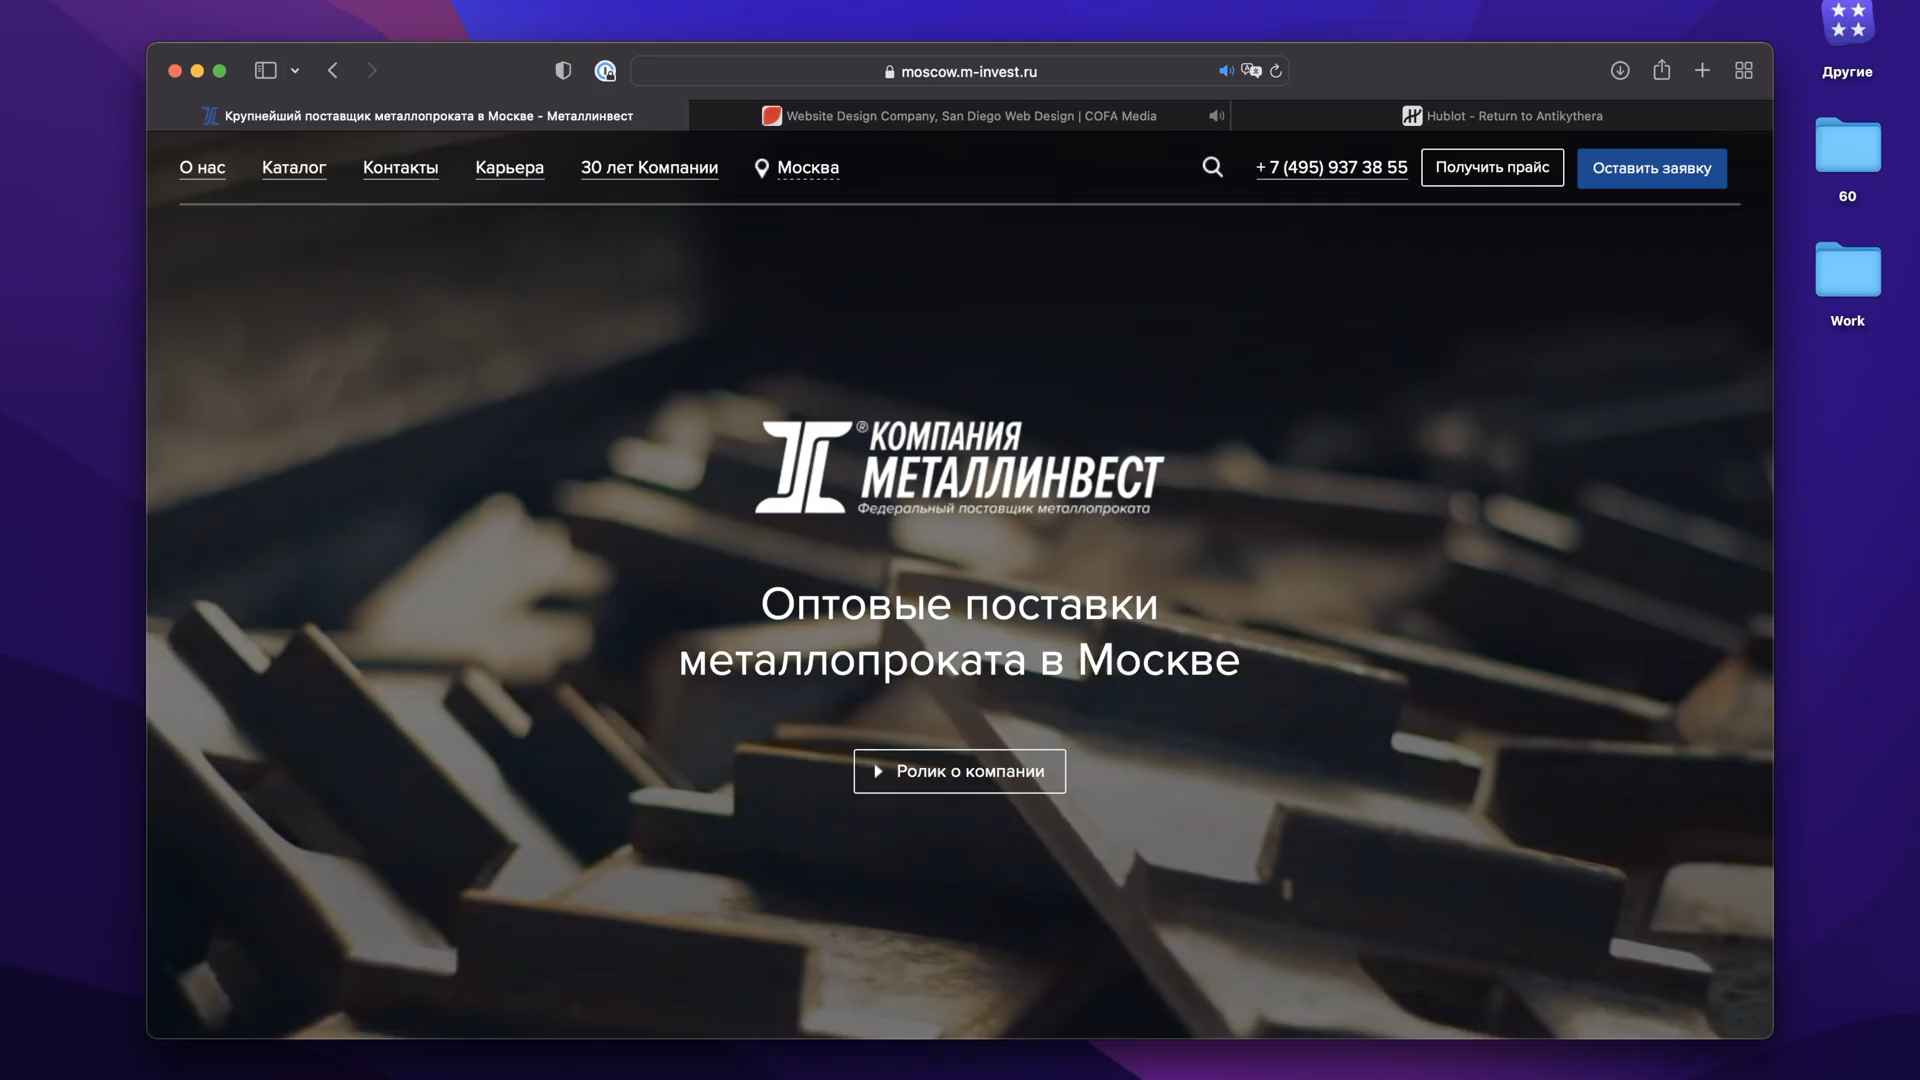 Другие
moscow.m-invest.ru
Крупнейший поставщик металлопроката в Москве - Металлинвест
Website Design Company, San Diego Web Design | COFA Media
Hublot - Return to Antikythera
О нас
Каталог
Контакты
Карьера
30 лет Компании
Москва
+ 7 (495) 937 38 55
Получить прайс
Оставить заявку
60
Work
® КОМПАНИЯ
МЕТАЛЛИНВЕСТ
Федеральный поставщик металлопроката
Оптовые поставки
металлопроката в Москве
Ролик о компании